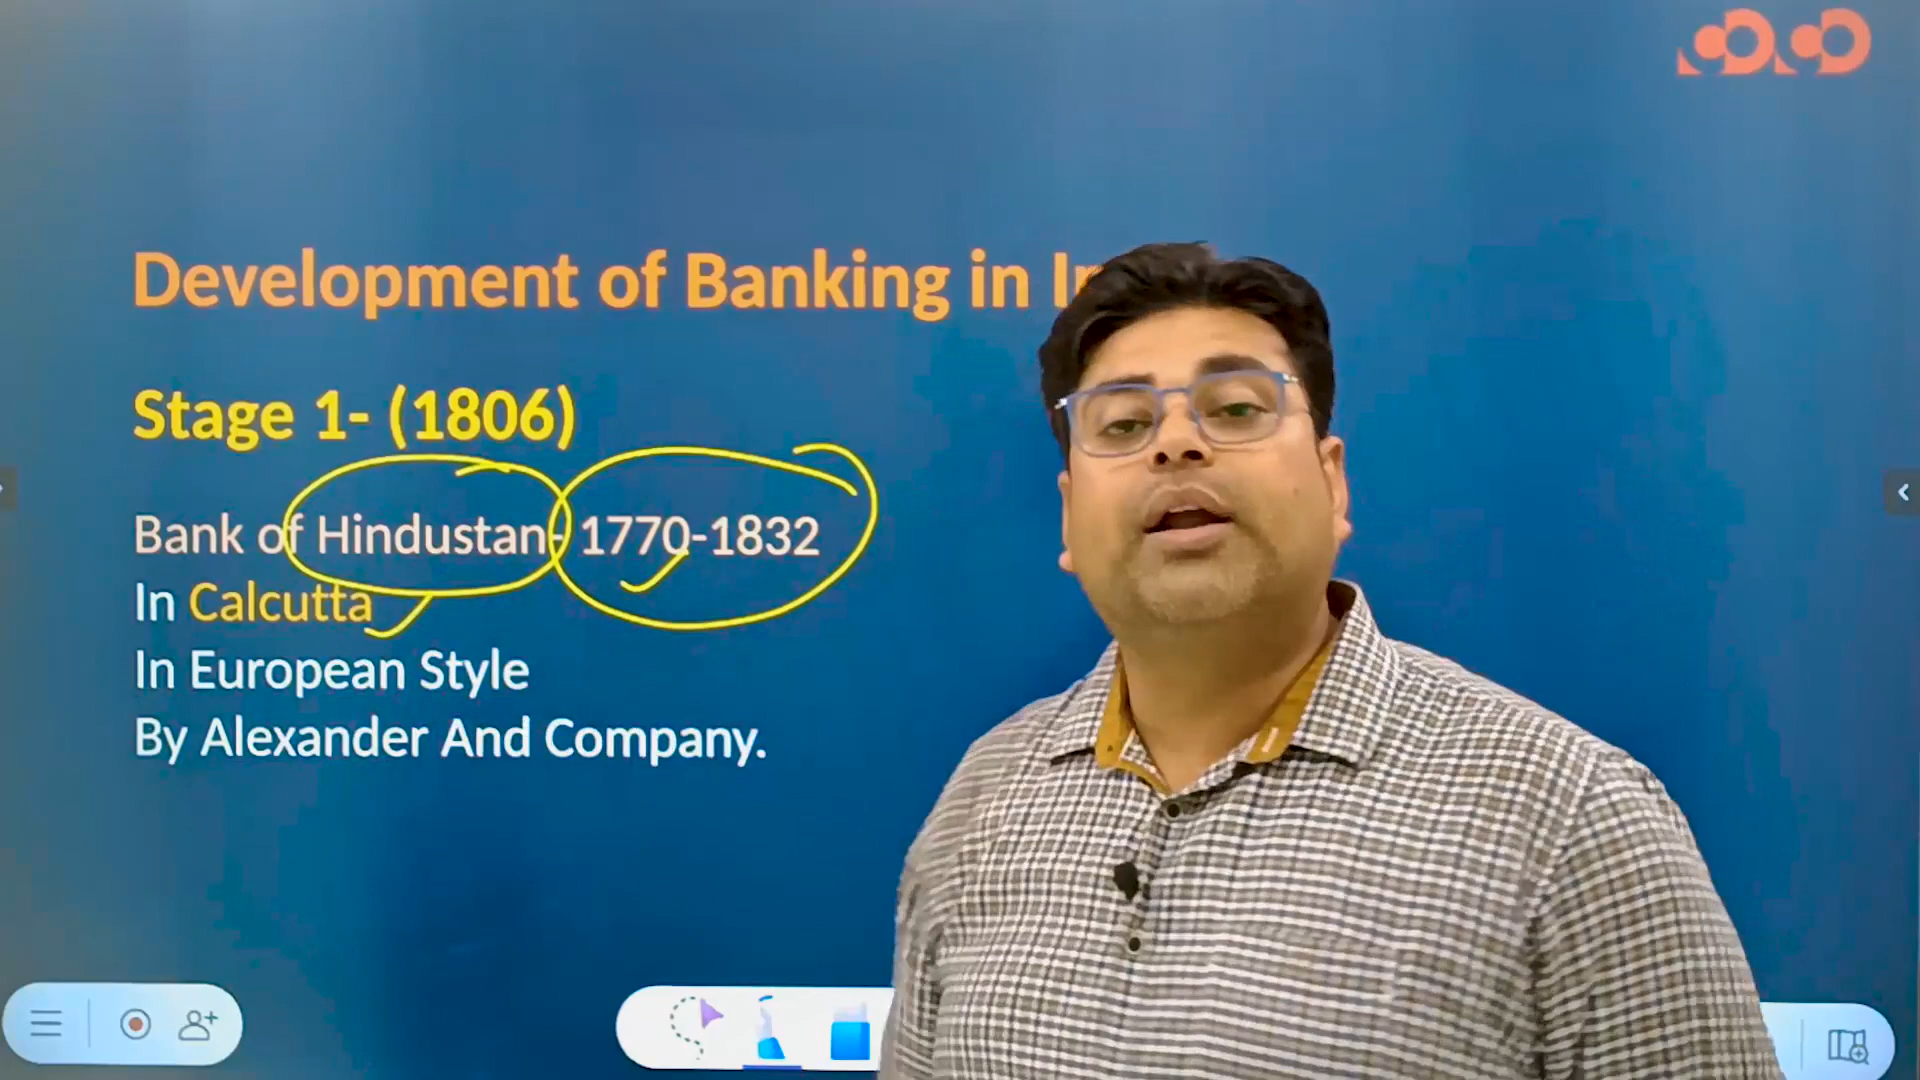 Development of Banking in
Stage 1- (1806)
Bank of Hindustan- 1770-1832
In Calcutta
In European Style
By Alexander And Company.